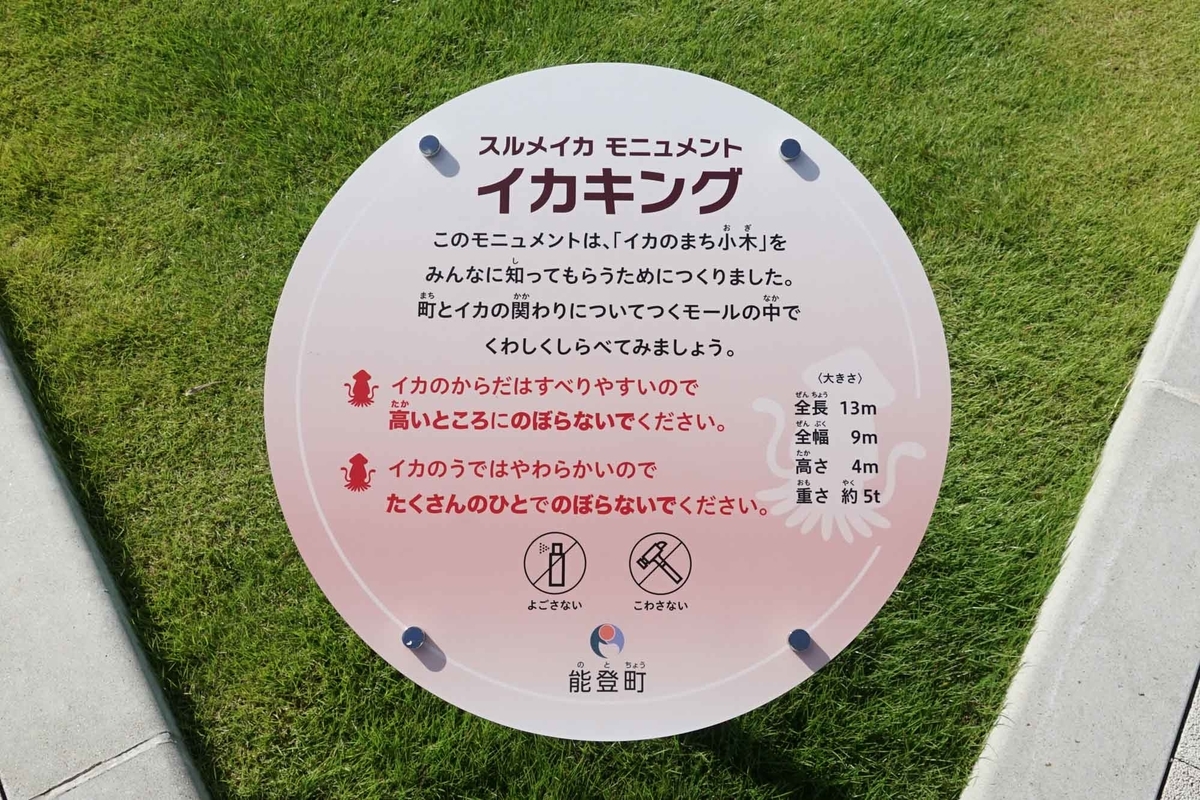 スルメイカ モニュメント
イカキング
このモニュメントは、「イカのまち小木」を
みんなに知ってもらうためにつくりました。
町とイカの関わりについてつくモールの中で
くわしくしらべてみましょう。
イカのからだはすべりやすいので
高いところにのぼらないでください。
イカのうではやわらかいので
たくさんのひとでのぼらないでください。
〈大きさ〉
全長 13m
全幅 9m
高さ 4m
重さ 約5t
よごさない
こわさない
能登町